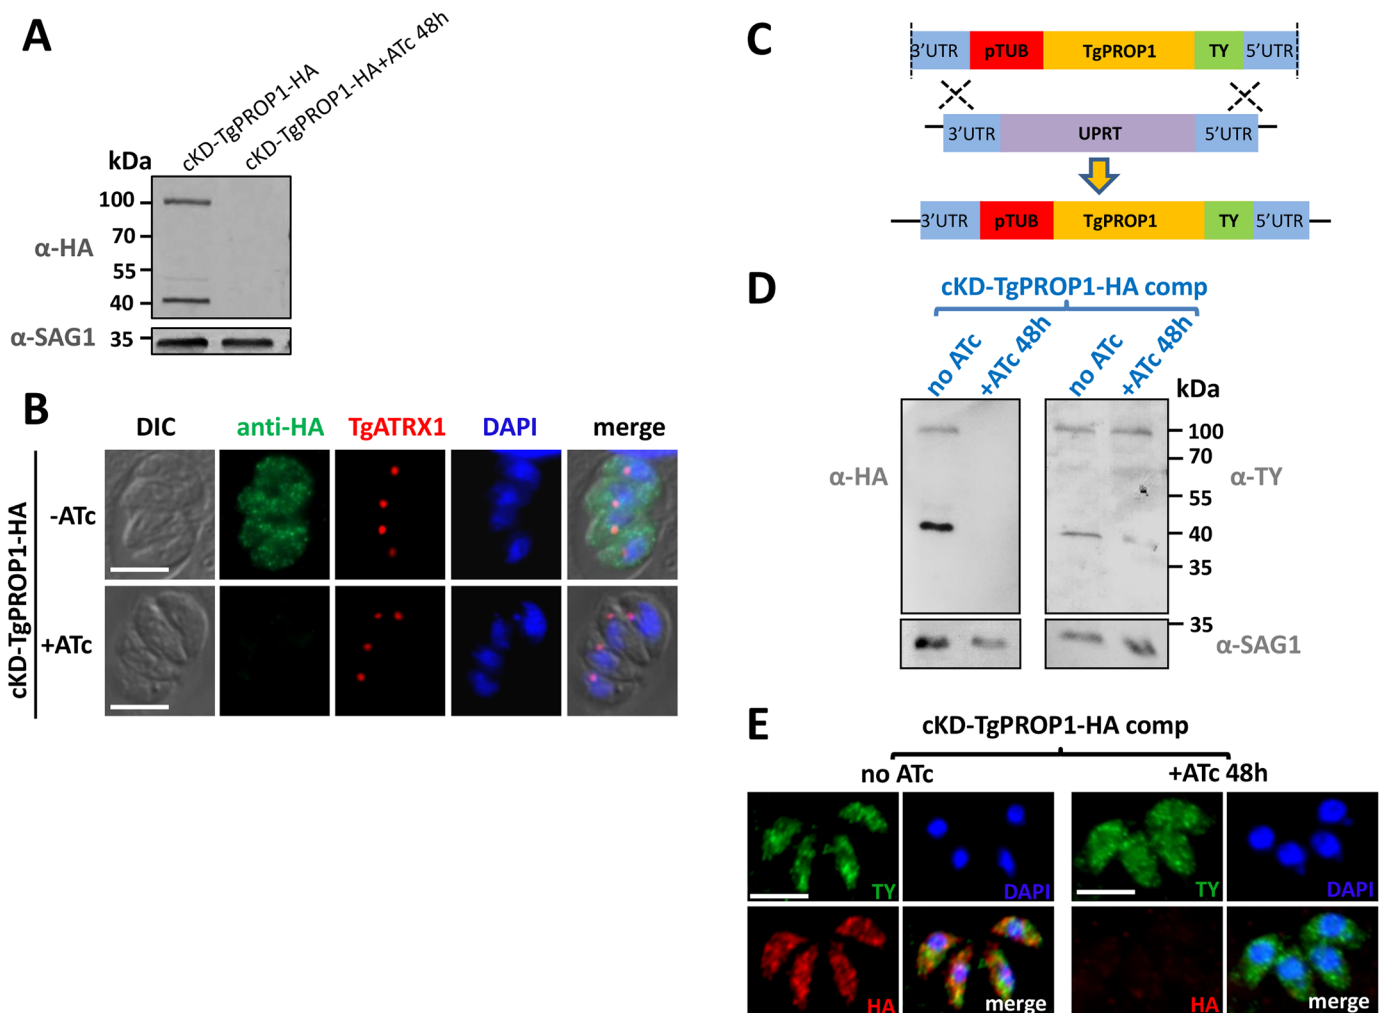 A
cKD-TgPROP1-HA
cKD-TgPROP1-HA+ATc 48h
kDa
100
70
α-HA
55
40
α-SAG1
35
B
DIC
anti-HA
TgATRX1
DAPI
merge
cKD-TgPROP1-HA
-ATc
+ATc
C
3'UTR pTUB TgPROP1 TY 5'UTR
3'UTR UPRT 5'UTR
3'UTR pTUB TgPROP1 TY 5'UTR
D
cKD-TgPROP1-HA comp
no ATc
+ATc 48h
no ATc
+ATc 48h
kDa
100
70
α-HA
α-TY
55
40
35
35
α-SAG1
E
cKD-TgPROP1-HA comp
no ATc
+ATc 48h
TY
DAPI
TY
DAPI
HA
merge
HA
merge